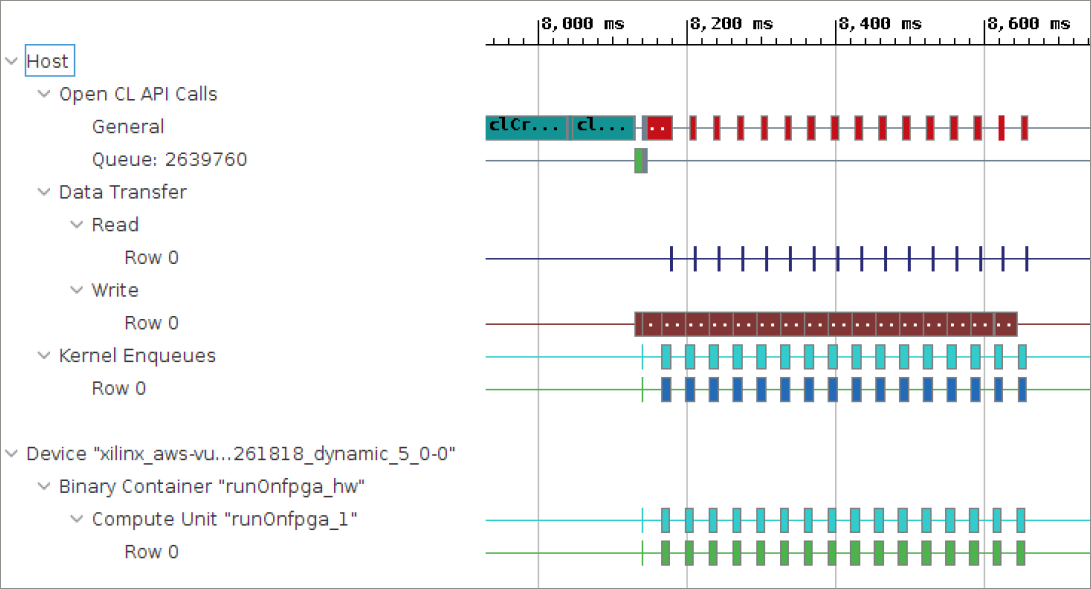 8,000 ms 8,200 ms 8,400 ms 8,600 ms
Host
Open CL API Calls
General clCr... cl... ..
Queue: 2639760
Data Transfer
Read
Row 0
Write
Row 0
Kernel Enqueues
Row 0
Device "xilinx_aws-vu...261818_dynamic_5_0-0"
Binary Container "runOnfpga_hw"
Compute Unit "runOnfpga_1"
Row 0